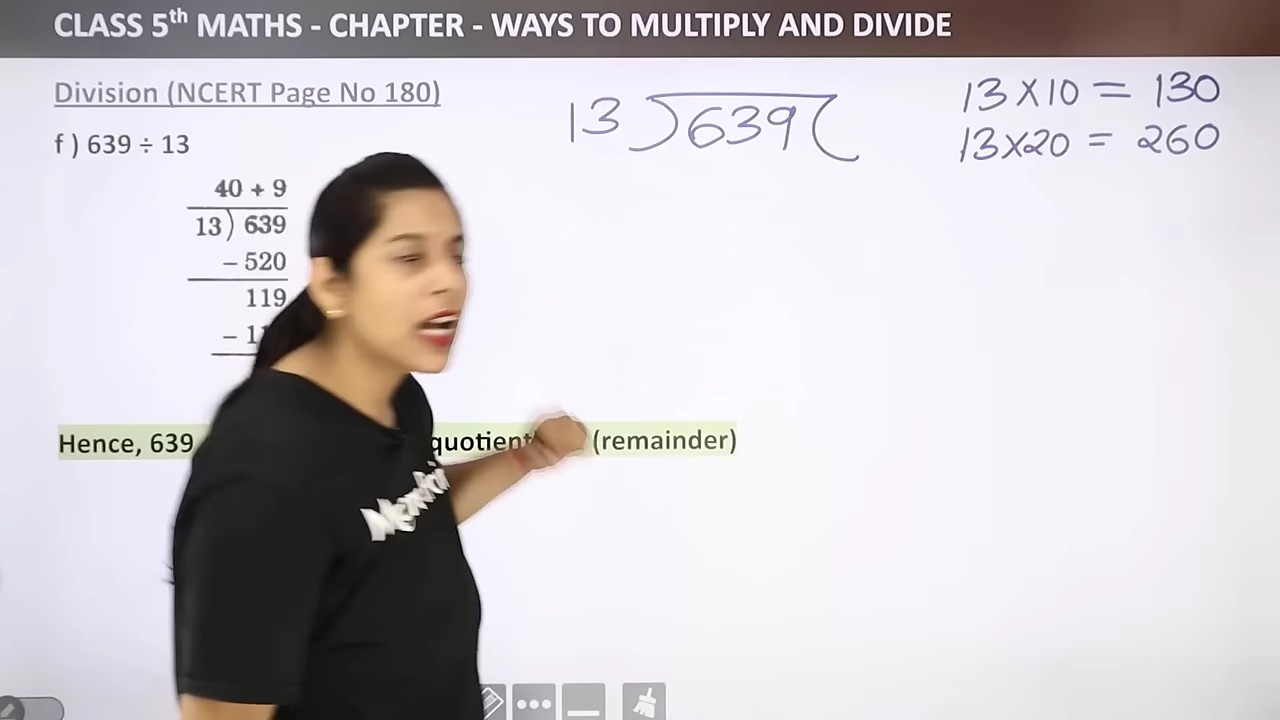 CLASS 5th MATHS - CHAPTER - WAYS TO MULTIPLY AND DIVIDE
Division (NCERT Page No 180)
f ) 639 ÷ 13
40 + 9
13) 639
– 520
119
– 1
Hence, 639 quotient (remainder)
13 ) 639 (
13 × 10 = 130
13 × 20 = 260